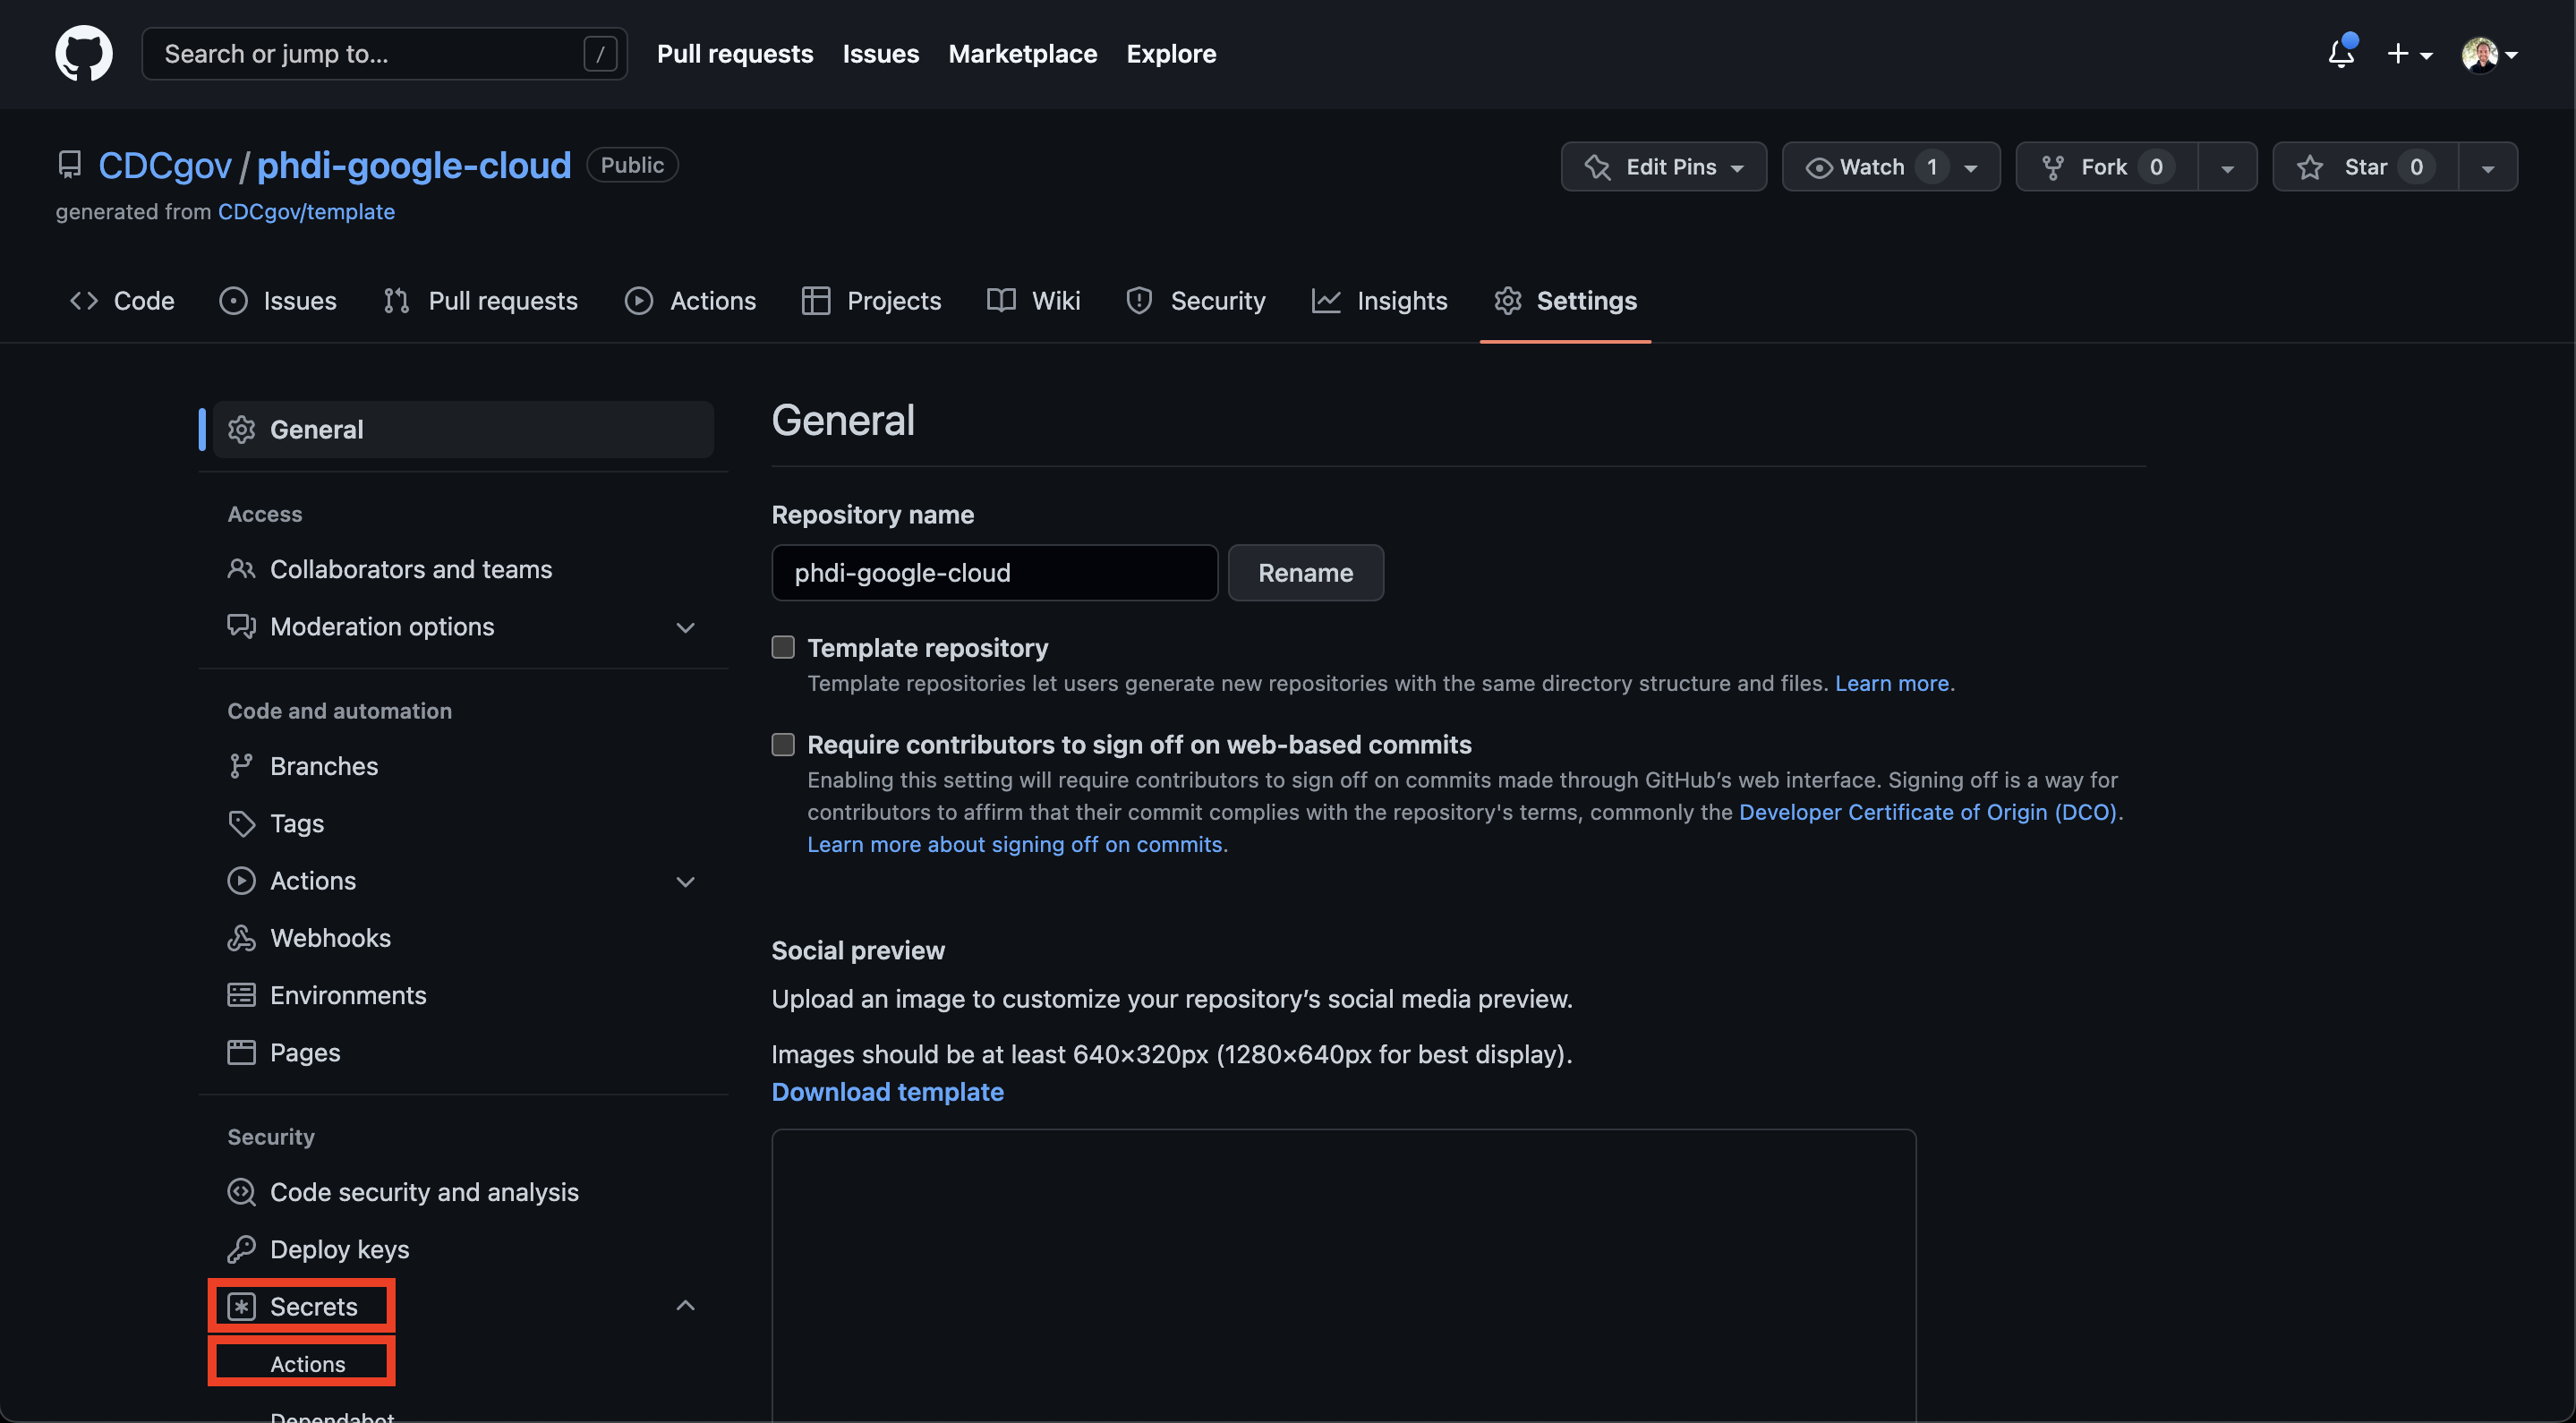 Search or jump to... / Pull requests Issues Marketplace Explore
CDCgov / phdi-google-cloud Public Edit Pins Watch 1 Fork 0 Star 0
generated from CDCgov/template
Code Issues Pull requests Actions Projects Wiki Security Insights Settings
General
General
Access
Collaborators and teams
Moderation options
Code and automation
Branches
Tags
Actions
Webhooks
Environments
Pages
Security
Code security and analysis
Deploy keys
Secrets
Actions
Dependabot
Repository name
phdi-google-cloud Rename
Template repository
Template repositories let users generate new repositories with the same directory structure and files. Learn more.
Require contributors to sign off on web-based commits
Enabling this setting will require contributors to sign off on commits made through GitHub’s web interface. Signing off is a way for
contributors to affirm that their commit complies with the repository's terms, commonly the Developer Certificate of Origin (DCO).
Learn more about signing off on commits.
Social preview
Upload an image to customize your repository’s social media preview.
Images should be at least 640×320px (1280×640px for best display).
Download template